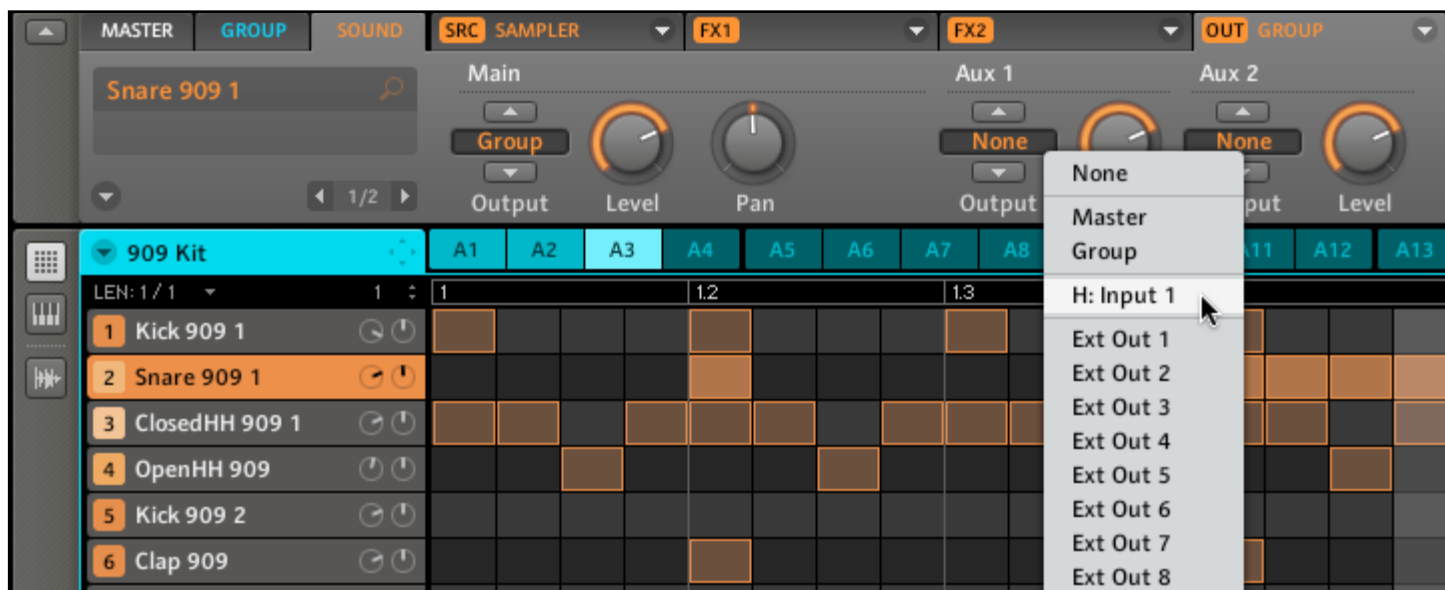 MASTER GROUP SOUND SRC SAMPLER FX1 FX2 OUT GROUP
Snare 909 1
Main Aux 1 Aux 2
Group None None
1/2 Output Level Pan Output put Level
None
Master
Group
H: Input 1
Ext Out 1
Ext Out 2
Ext Out 3
Ext Out 4
Ext Out 5
Ext Out 6
Ext Out 7
Ext Out 8
909 Kit A1 A2 A3 A4 A5 A6 A7 A8 A12 A13
LEN: 1 / 1 1 1 1.2 1.3
1 Kick 909 1
2 Snare 909 1
3 ClosedHH 909 1
4 OpenHH 909
5 Kick 909 2
6 Clap 909